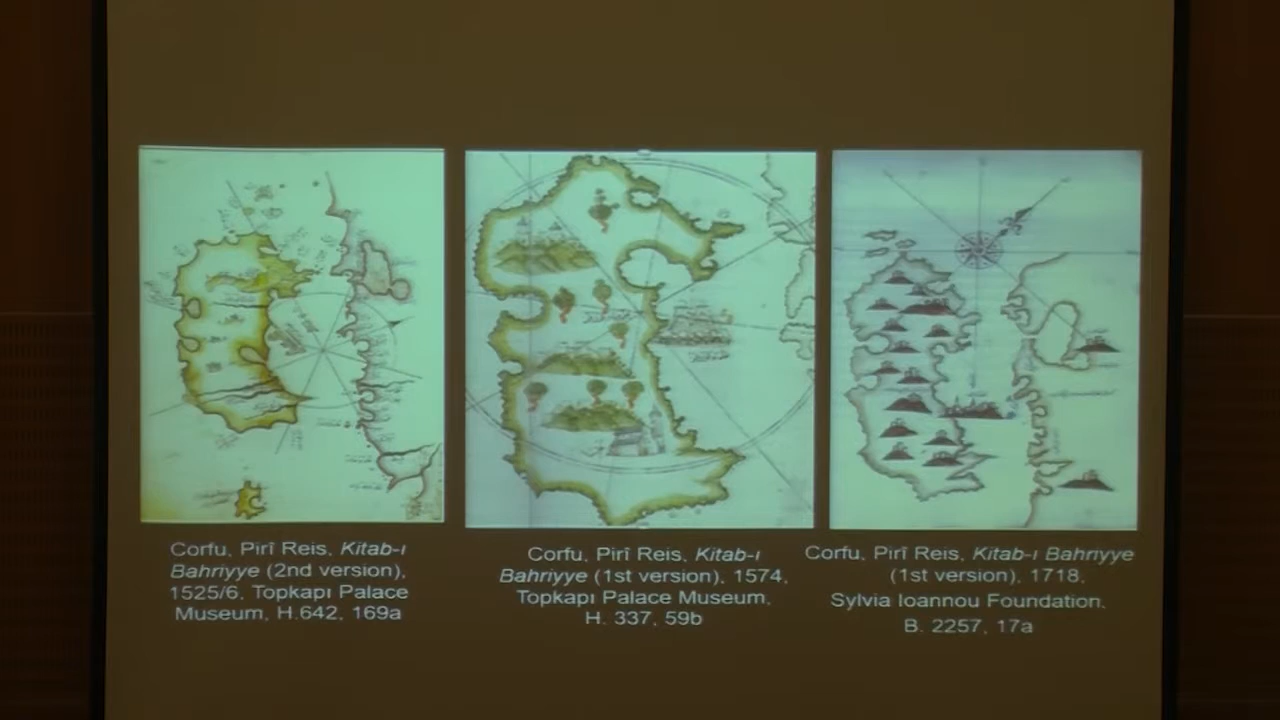 Corfu, Pirî Reis, Kitab-ı
Bahriyye (2nd version),
1525/6, Topkapı Palace
Museum, H.642, 169a
Corfu, Pirî Reis, Kitab-ı
Bahriyye (1st version), 1574,
Topkapı Palace Museum,
H. 337, 59b
Corfu, Pirî Reis, Kitab-ı Bahriyye
(1st version), 1718,
Sylvia Ioannou Foundation,
B. 2257, 17a